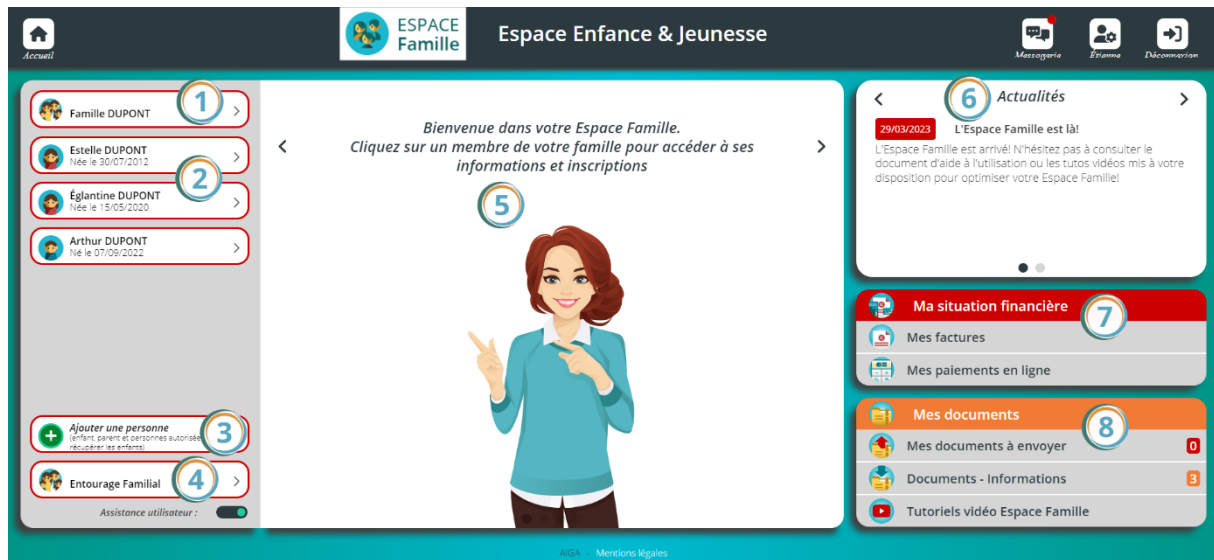 ESPACE
Famille
Espace Enfance & Jeunesse
Accueil
Messagerie
Étienne
Déconnexion
1
Famille DUPONT
Estelle DUPONT
Née le 30/07/2012
2
Églantine DUPONT
Née le 15/05/2020
Arthur DUPONT
Né le 07/09/2022
Ajouter une personne
(enfant, parent et personnes autorisée
récupérer les enfants)
3
Entourage Familial
4
Assistance utilisateur :
Bienvenue dans votre Espace Famille.
Cliquez sur un membre de votre famille pour accéder à ses
informations et inscriptions
5
6
Actualités
29/03/2023 L'Espace Famille est là!
L'Espace Famille est arrivé! N'hésitez pas à consulter le
document d'aide à l'utilisation ou les tutos vidéos mis à votre
disposition pour optimiser votre Espace Famille!
Ma situation financière
7
Mes factures
Mes paiements en ligne
Mes documents
8
Mes documents à envoyer 0
Documents - Informations 3
Tutoriels vidéo Espace Famille
AIGA - Mentions légales